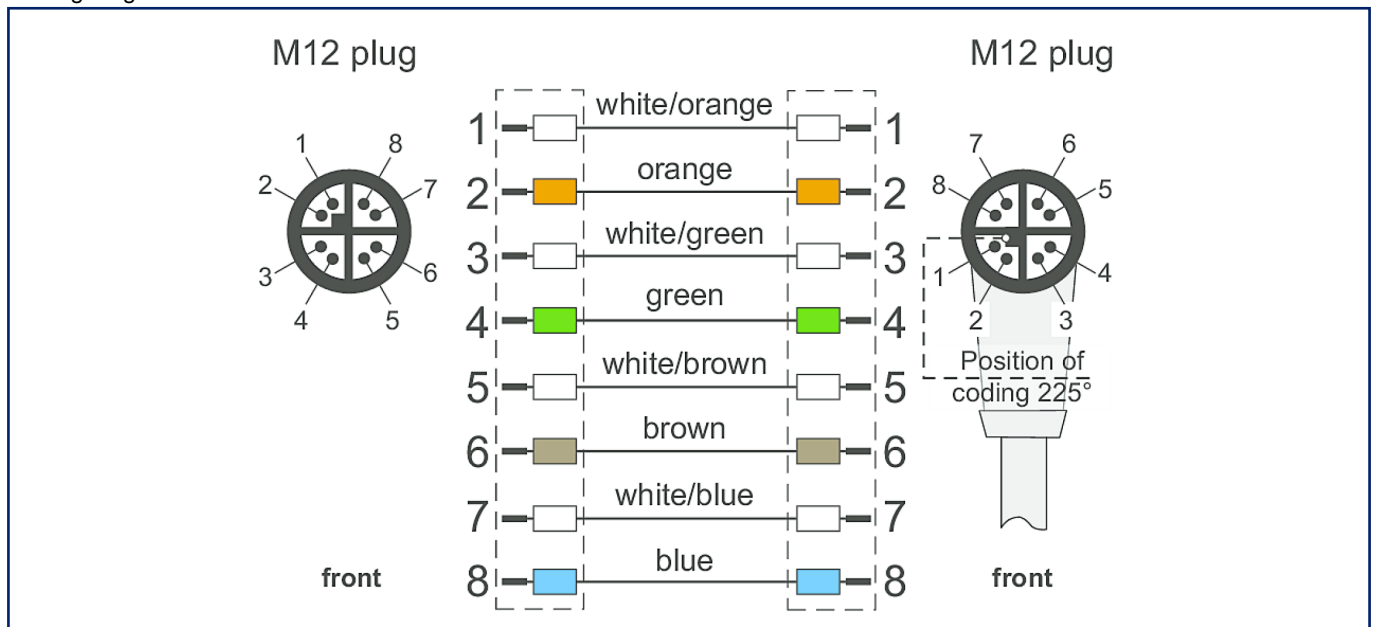 M12 plug
M12 plug
white/orange
1
1
orange
2
2
white/green
3
3
green
4
4
white/brown
5
5
brown
6
6
white/blue
7
7
blue
8
8
1
8
2
7
3
6
4
5
7
6
8
5
1
4
2
3
Position of
coding 225°
front
front